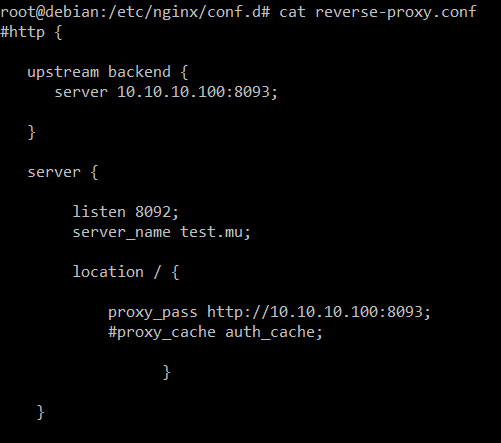 root@debian:/etc/nginx/conf.d# cat reverse-proxy.conf
#http {
upstream backend {
server 10.10.10.100:8093;
}
server {
listen 8092;
server_name test.mu;
location / {
proxy_pass http://10.10.10.100:8093;
#proxy_cache auth_cache;
}
}